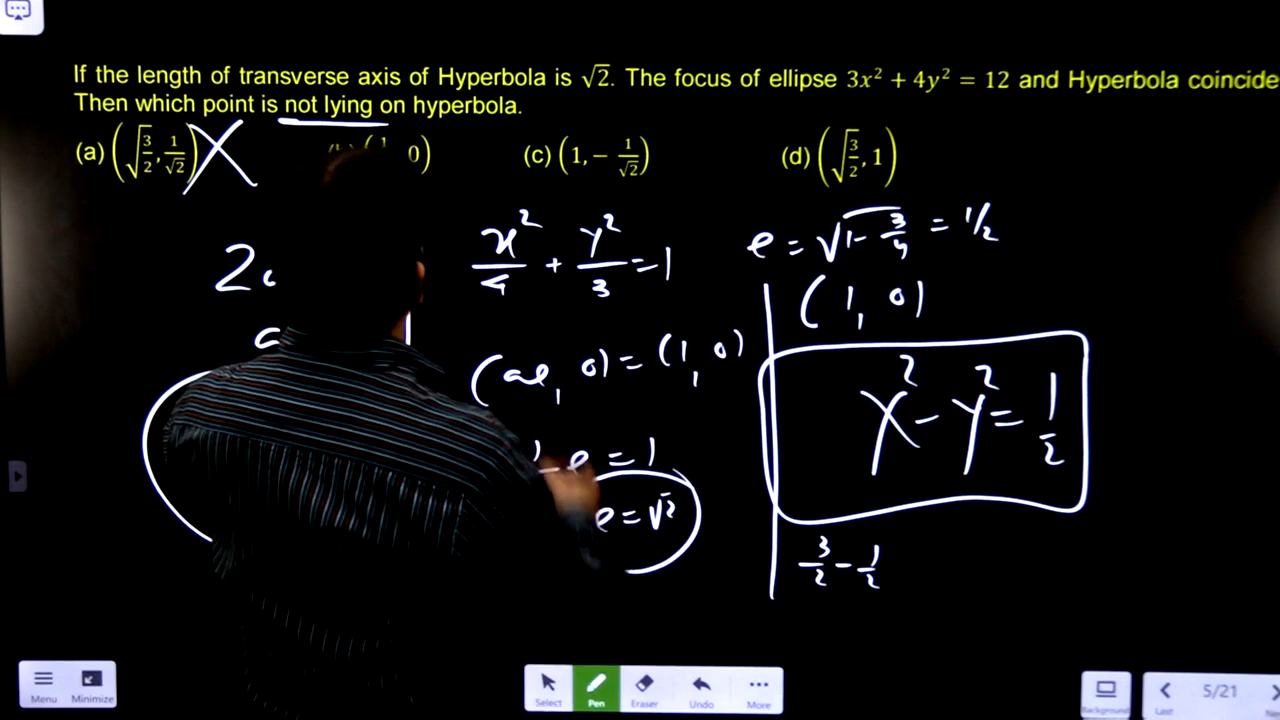 If the length of transverse axis of Hyperbola is √2. The focus of ellipse 3x² + 4y² = 12 and Hyperbola coincide
Then which point is not lying on hyperbola.
(a) (√(3/2), 1/√2) 0) (c) (1, − 1/√2) (d) (√(3/2), 1)
2 x²/4 + y²/3 = 1 e = √(1 − 3/4) = 1/2
(1, 0)
(ae, 0) = (1, 0)
x² − y² = 1/2
e = 1
e = √2
3/2 − 1/2
Menu Minimize Select Pen Eraser Undo More Background Last 5/21